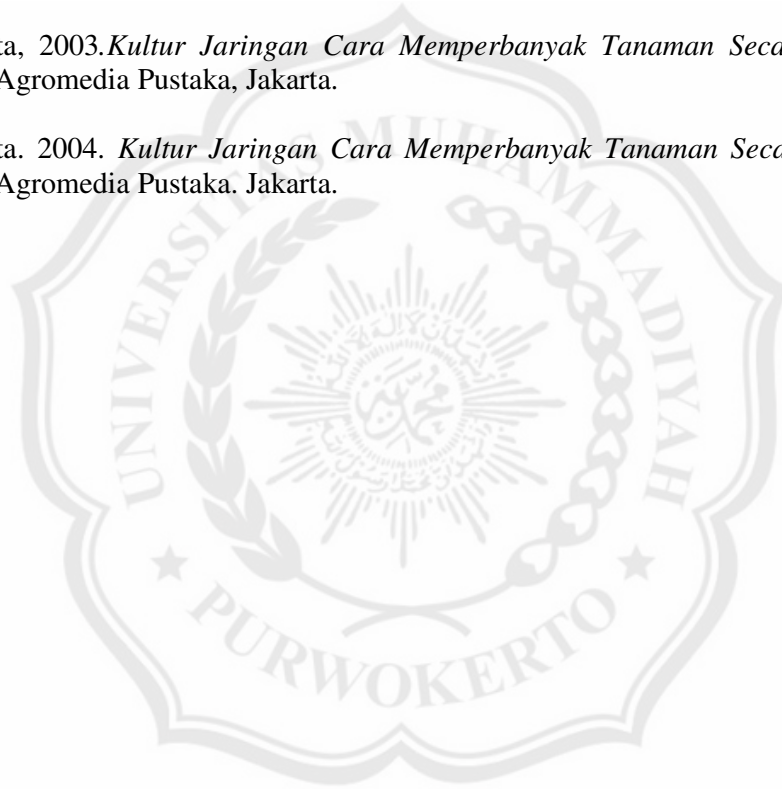 ta, 2003.Kultur Jaringan Cara Memperbanyak Tanaman Seca
Agromedia Pustaka, Jakarta.
ta. 2004. Kultur Jaringan Cara Memperbanyak Tanaman Seca
Agromedia Pustaka. Jakarta.
UNIVERSITAS MUHAMMADIYAH
PURWOKERTO